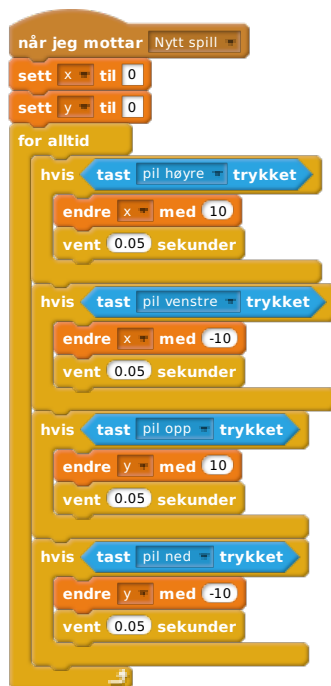 når jeg mottar Nytt spill
sett x til 0
sett y til 0
for alltid
hvis tast pil høyre trykket
endre x med 10
vent 0.05 sekunder
hvis tast pil venstre trykket
endre x med -10
vent 0.05 sekunder
hvis tast pil opp trykket
endre y med 10
vent 0.05 sekunder
hvis tast pil ned trykket
endre y med -10
vent 0.05 sekunder